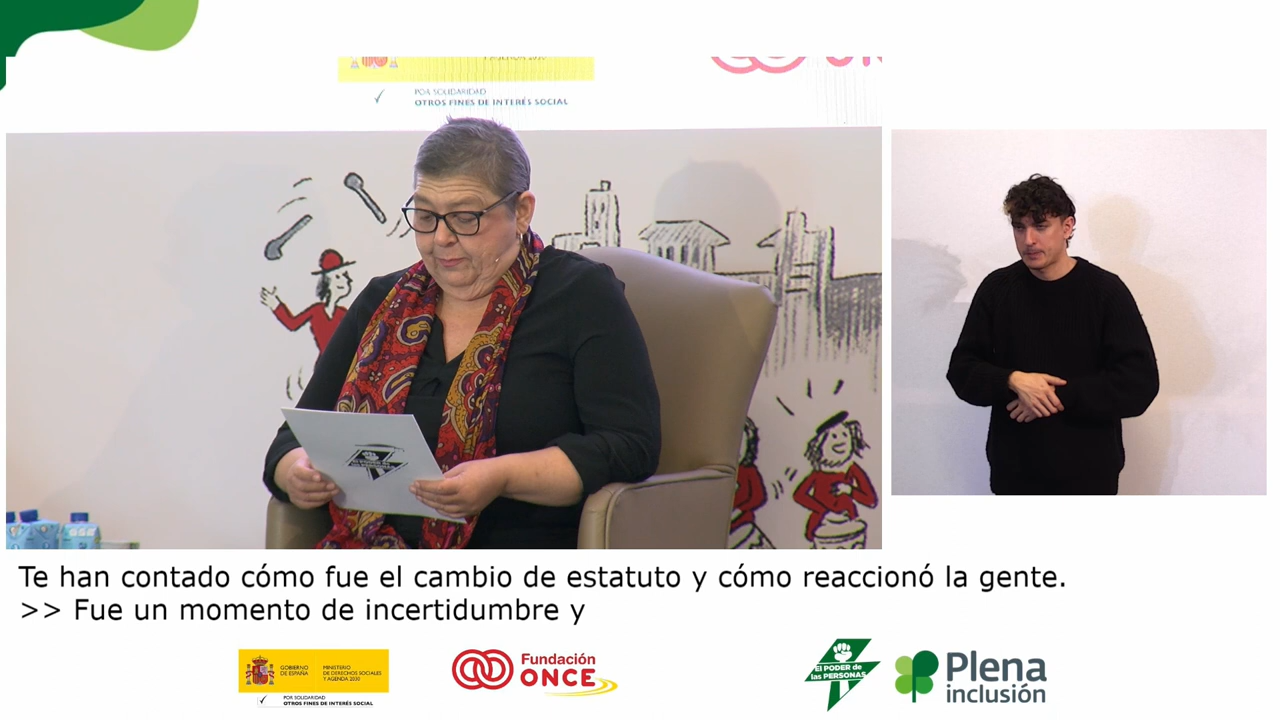 POR SOLIDARIDAD
OTROS FINES DE INTERÉS SOCIAL
Te han contado cómo fue el cambio de estatuto y cómo reaccionó la gente.
>> Fue un momento de incertidumbre y
GOBIERNO
DE ESPAÑA
MINISTERIO
DE DERECHOS SOCIALES
Y AGENDA 2030
POR SOLIDARIDAD
OTROS FINES DE INTERÉS SOCIAL
Fundación
ONCE
EL PODER de
las PERSONAS
Plena
inclusión